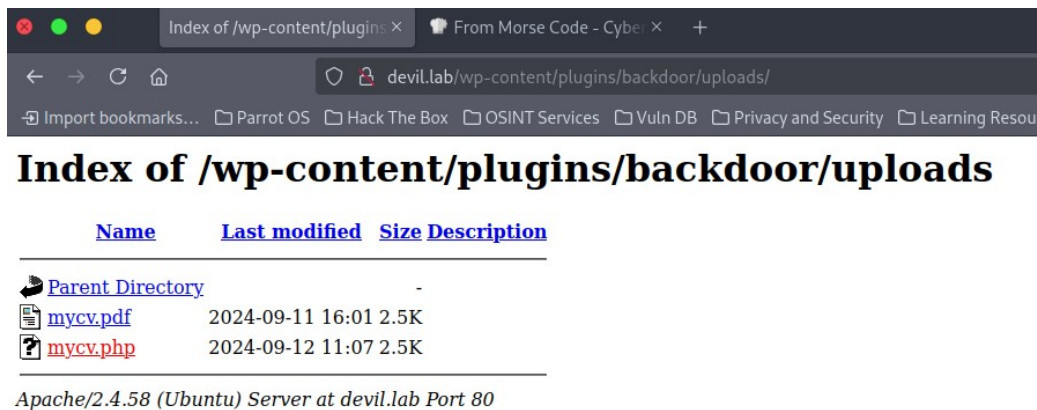 Index of /wp-content/plugins × From Morse Code - Cyber × +
devil.lab/wp-content/plugins/backdoor/uploads/
Import bookmarks... Parrot OS Hack The Box OSINT Services Vuln DB Privacy and Security Learning Resou
Index of /wp-content/plugins/backdoor/uploads
Name Last modified Size Description
Parent Directory -
mycv.pdf 2024-09-11 16:01 2.5K
mycv.php 2024-09-12 11:07 2.5K
Apache/2.4.58 (Ubuntu) Server at devil.lab Port 80